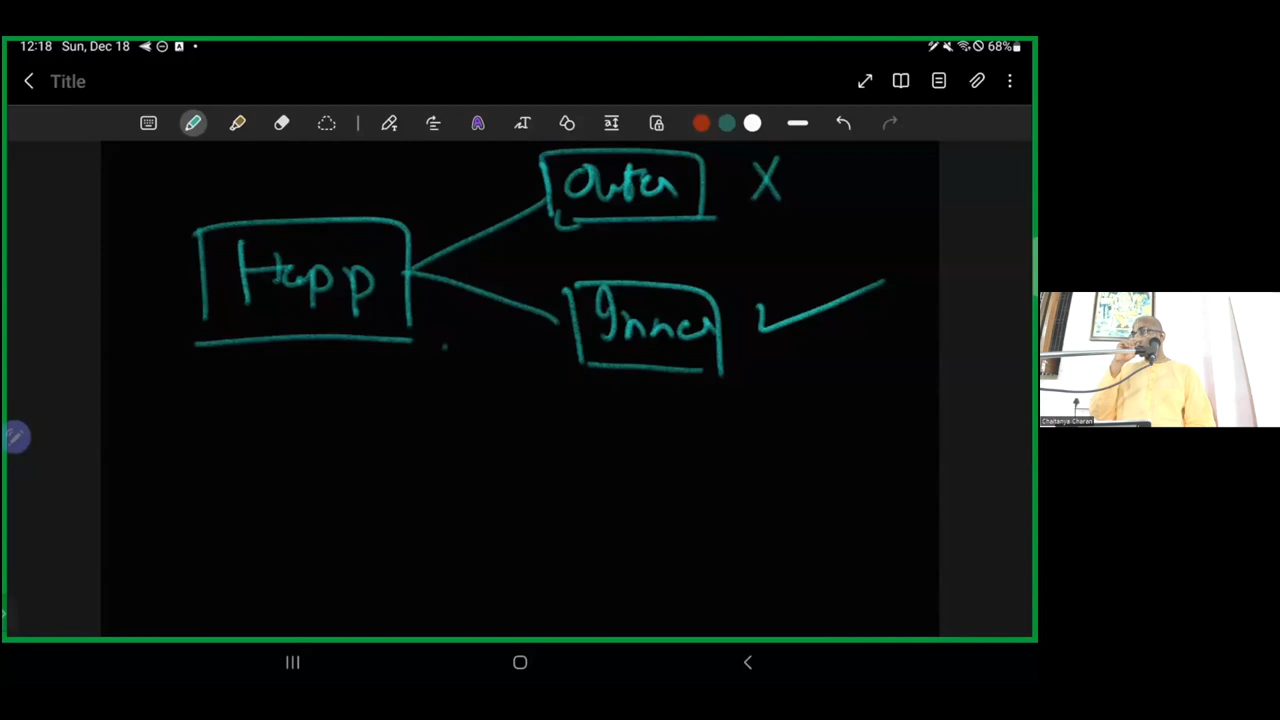 12:18 Sun, Dec 18
68%
Title
Outer X
Happ
Inner
Chaitanya Charan